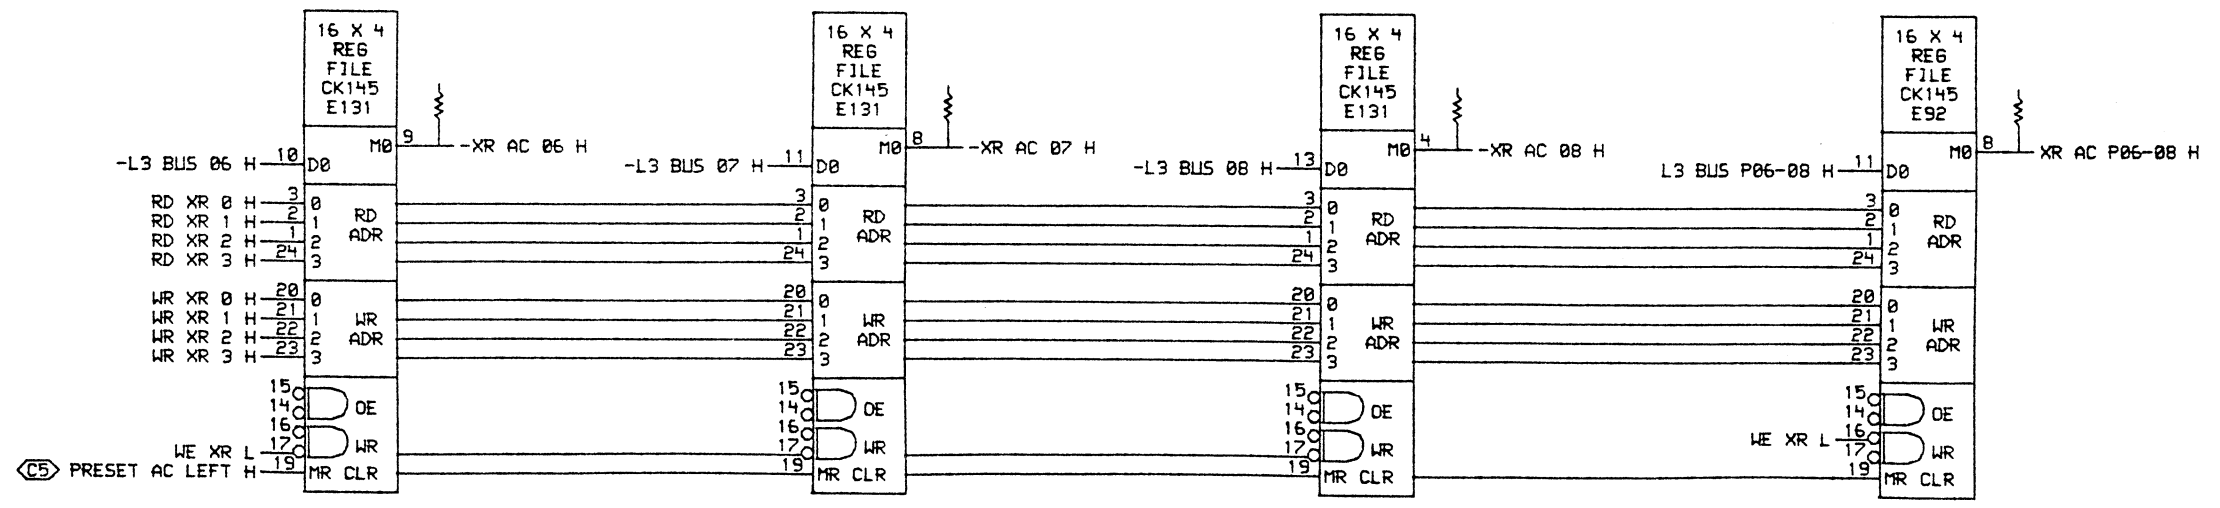 16 X 4
REG
FILE
CK145
E131
M0 9 -XR AC 06 H
-L3 BUS 06 H 10 D0
RD XR 0 H 3 0
RD XR 1 H 2 1 RD
RD XR 2 H 1 2 ADR
RD XR 3 H 24 3
WR XR 0 H 20 0
WR XR 1 H 21 1 WR
WR XR 2 H 22 2 ADR
WR XR 3 H 23 3
15
14 OE
16
WE XR L 17 WR
C5 PRESET AC LEFT H 19 MR CLR
16 X 4
REG
FILE
CK145
E131
M0 8 -XR AC 07 H
-L3 BUS 07 H 11 D0
3 0
2 1 RD
1 2 ADR
24 3
20 0
21 1 WR
22 2 ADR
23 3
15
14 OE
16
17 WR
19 MR CLR
16 X 4
REG
FILE
CK145
E131
M0 4 -XR AC 08 H
-L3 BUS 08 H 13 D0
3 0
2 1 RD
1 2 ADR
24 3
20 0
21 1 WR
22 2 ADR
23 3
15
14 OE
16
17 WR
19 MR CLR
16 X 4
REG
FILE
CK145
E92
M0 8 XR AC P06-08 H
L3 BUS P06-08 H 11 D0
3 0
2 1 RD
1 2 ADR
24 3
20 0
21 1 WR
22 2 ADR
23 3
15
14 OE
WE XR L 16
17 WR
19 MR CLR